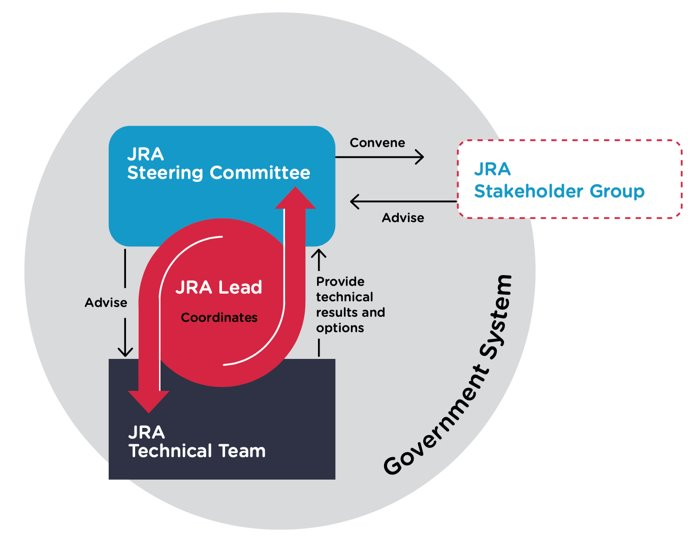 JRA
Steering Committee
Convene
JRA
Stakeholder Group
Advise
JRA Lead
Coordinates
Advise
Provide
technical
results and
options
JRA
Technical Team
Government System